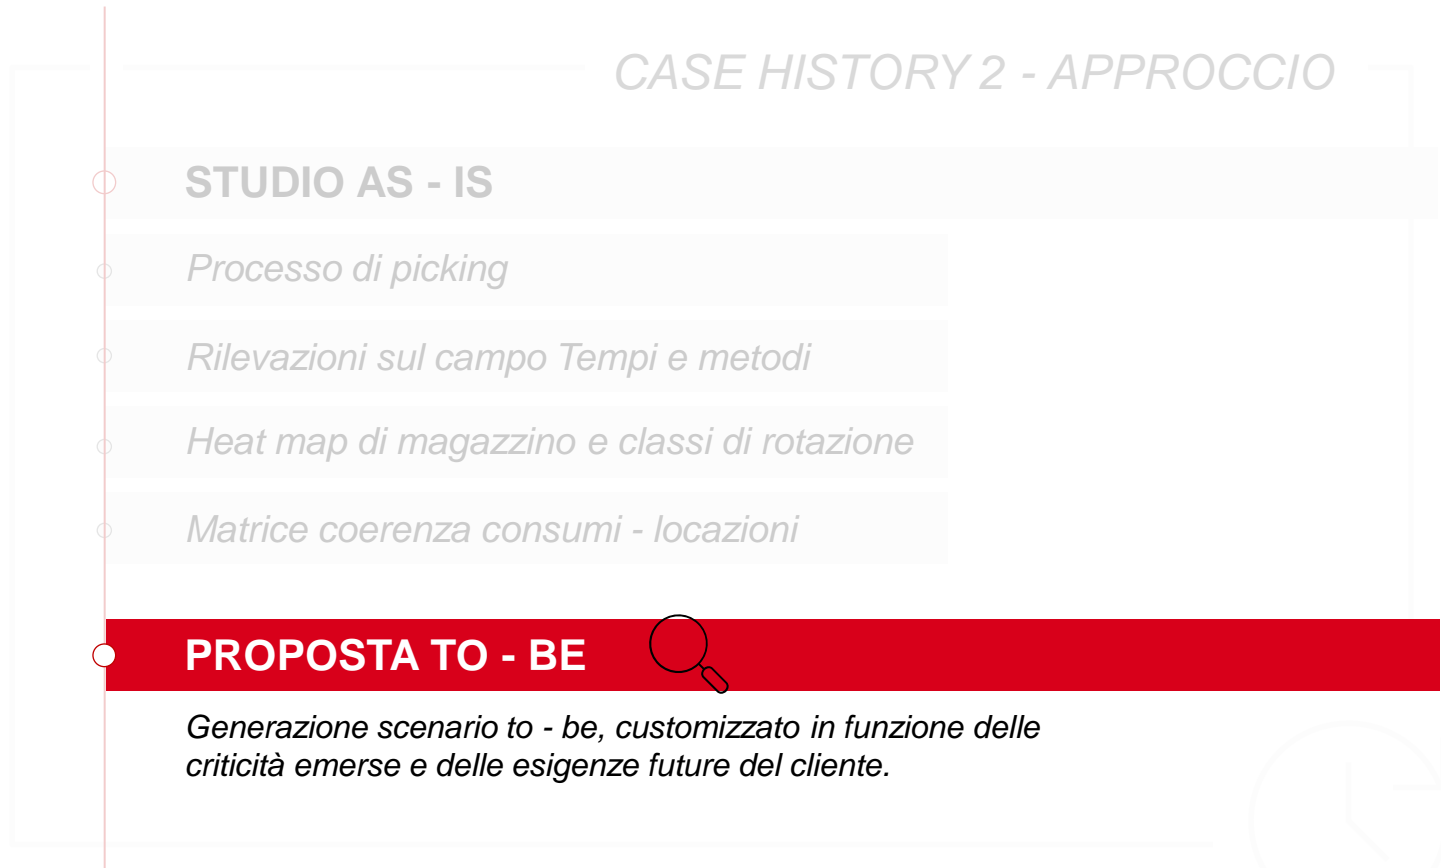 CASE HISTORY 2 - APPROCCIO
STUDIO AS - IS
Processo di picking
Rilevazioni sul campo Tempi e metodi
Heat map di magazzino e classi di rotazione
Matrice coerenza consumi - locazioni
PROPOSTA TO - BE
Generazione scenario to - be, customizzato in funzione delle
criticità emerse e delle esigenze future del cliente.